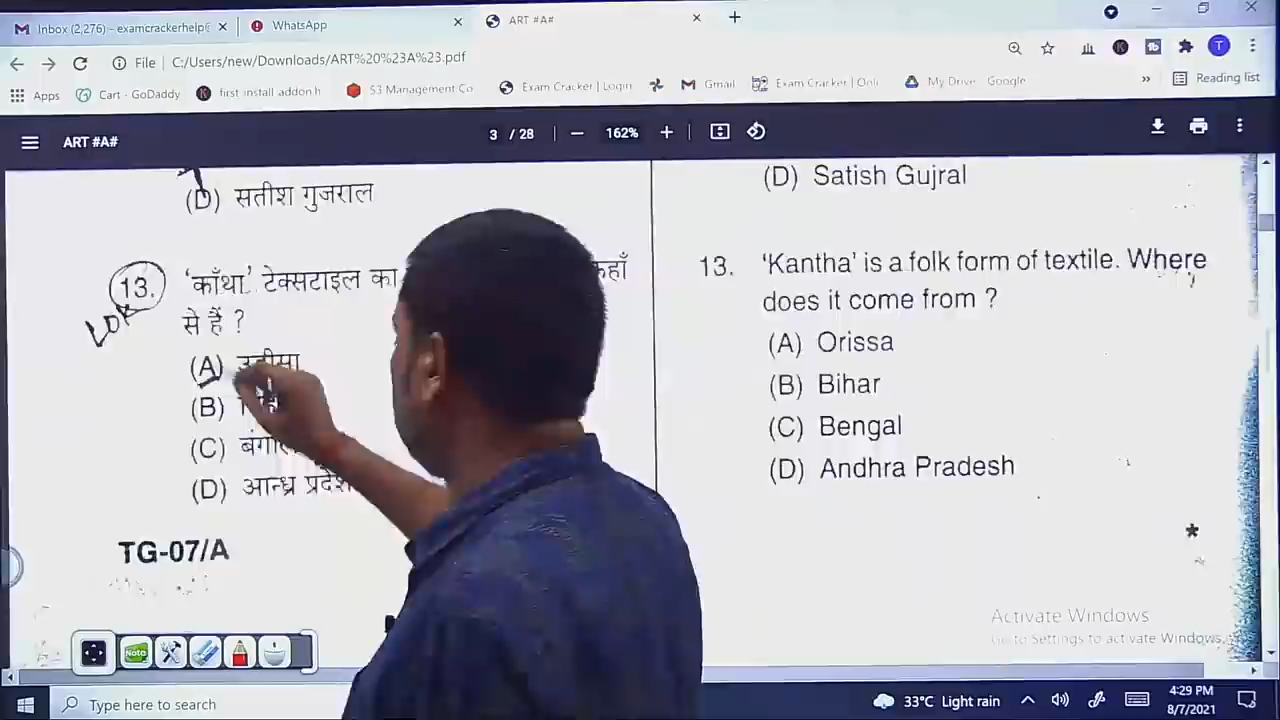 Inbox (2,276) – examcrackerhelp@
WhatsApp
ART #A#
File | C:/Users/new/Downloads/ART%20%23A%23.pdf
Apps
Cart - GoDaddy
first install addon.h
S3 Management Co
Exam Cracker | Login
Gmail
Exam Cracker | Onli
My Drive - Google
»
Reading list
ART #A#
3 / 28
162%
(D) सतीश गुजराल
13. 'काँथा' टेक्सटाइल का कहाँ
से हैं ?
(A) उड़ीसा
(B)
(C) बंगाल
(D) आन्ध्र प्रदेश
TG-07/A
(D) Satish Gujral
13. 'Kantha' is a folk form of textile. Where
does it come from ?
(A) Orissa
(B) Bihar
(C) Bengal
(D) Andhra Pradesh
*
Activate Windows
Go to Settings to activate Windows.
Note
Type here to search
33°C Light rain
4:29 PM
8/7/2021